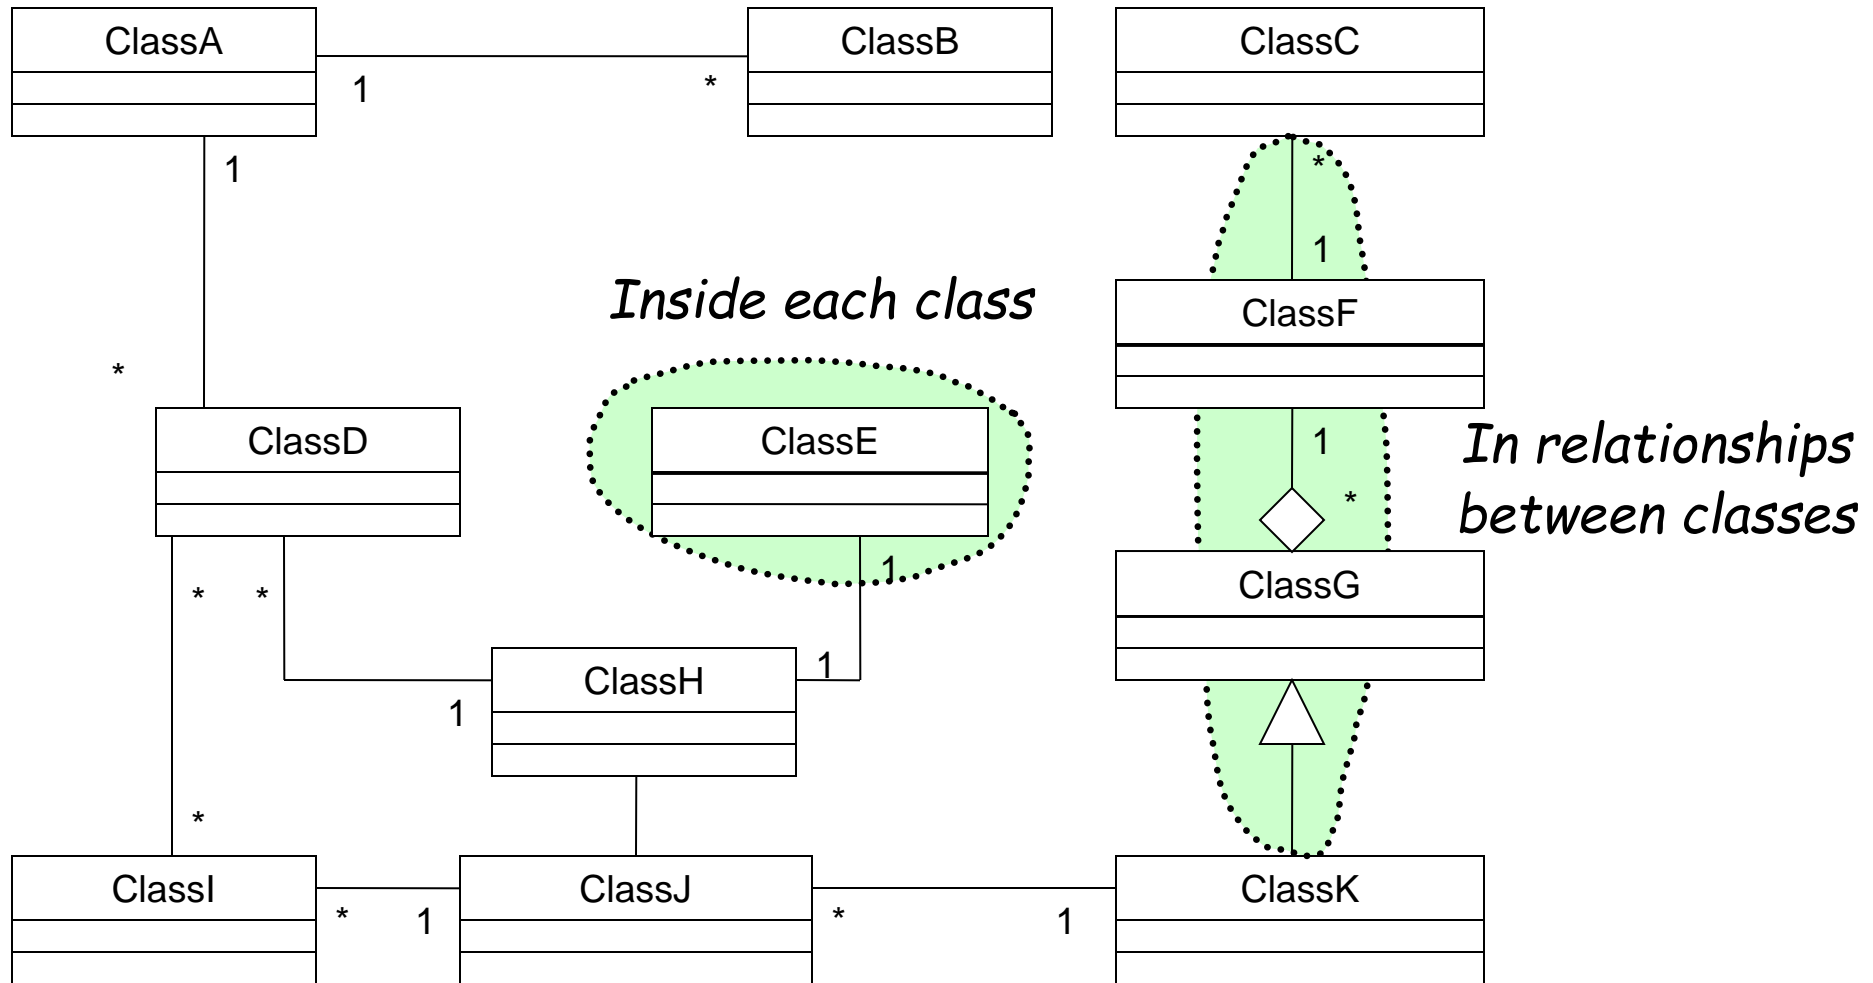 ClassA
ClassB
ClassC
1
*
*
1
1
Inside each class
ClassF
*
ClassD
ClassE
1
In relationships
*
between classes
1
ClassG
*
*
ClassH
1
1
*
ClassI
ClassJ
ClassK
*
1
*
1